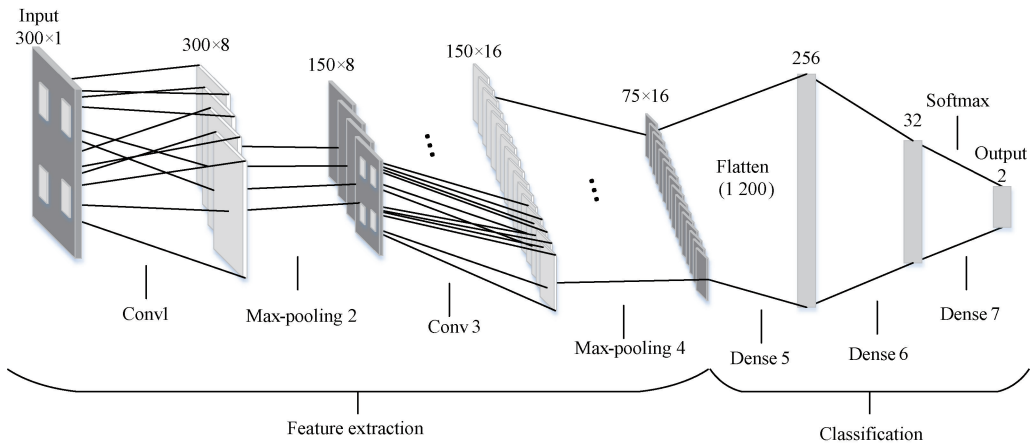 Input
300×1
300×8
150×8
150×16
75×16
256
32
Softmax
Output
2
Flatten
(1 200)
Conv1
Max-pooling 2
Conv 3
Max-pooling 4
Dense 5
Dense 6
Dense 7
Feature extraction
Classification